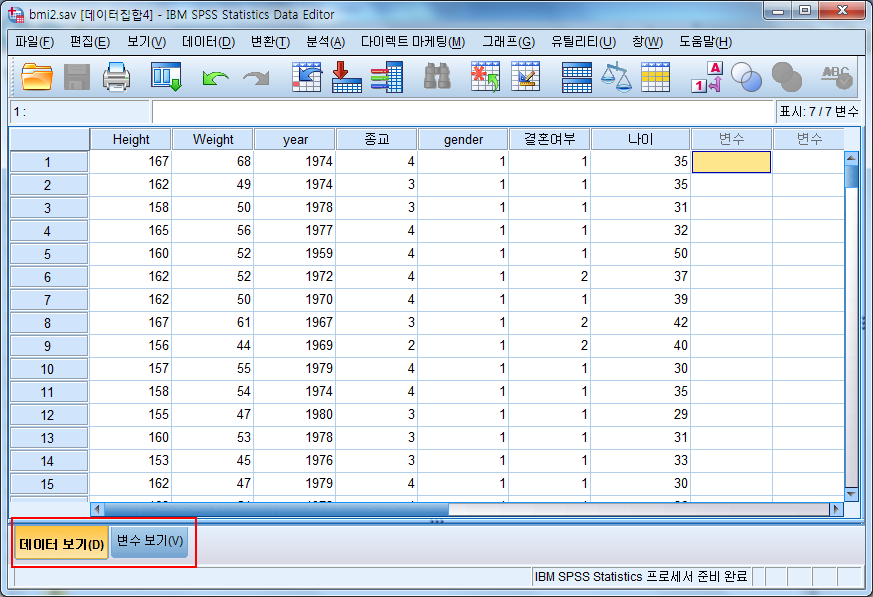 bmi2.sav [데이터집합4] - IBM SPSS Statistics Data Editor
파일(F) 편집(E) 보기(V) 데이터(D) 변환(T) 분석(A) 다이렉트 마케팅(M) 그래프(G) 유틸리티(U) 창(W) 도움말(H)
A
1
ABC
1 : 표시: 7 / 7 변수
Height Weight year 종교 gender 결혼여부 나이 변수 변수
1 167 68 1974 4 1 1 35
2 162 49 1974 3 1 1 35
3 158 50 1978 3 1 1 31
4 165 56 1977 4 1 1 32
5 160 52 1959 4 1 1 50
6 162 52 1972 4 1 2 37
7 162 50 1970 4 1 1 39
8 167 61 1967 3 1 2 42
9 156 44 1969 2 1 2 40
10 157 55 1979 4 1 1 30
11 158 54 1974 4 1 1 35
12 155 47 1980 3 1 1 29
13 160 53 1978 3 1 1 31
14 153 45 1976 3 1 1 33
15 162 47 1979 4 1 1 30
데이터 보기(D) 변수 보기(V)
IBM SPSS Statistics 프로세서 준비 완료